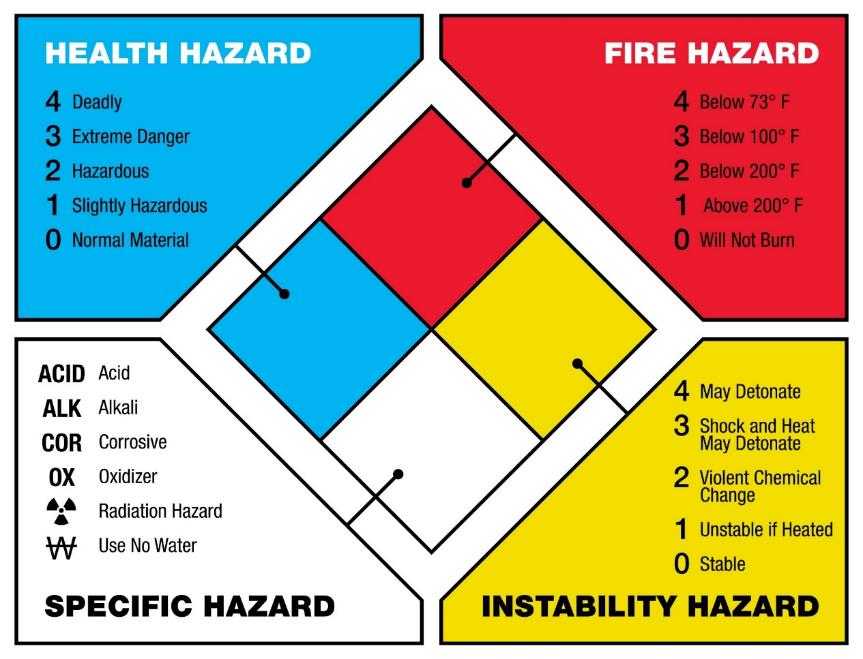 HEALTH HAZARD
4 Deadly
3 Extreme Danger
2 Hazardous
1 Slightly Hazardous
0 Normal Material
FIRE HAZARD
4 Below 73° F
3 Below 100° F
2 Below 200° F
1 Above 200° F
0 Will Not Burn
ACID Acid
ALK Alkali
COR Corrosive
OX Oxidizer
Radiation Hazard
W Use No Water
SPECIFIC HAZARD
4 May Detonate
3 Shock and Heat
May Detonate
2 Violent Chemical
Change
1 Unstable if Heated
0 Stable
INSTABILITY HAZARD